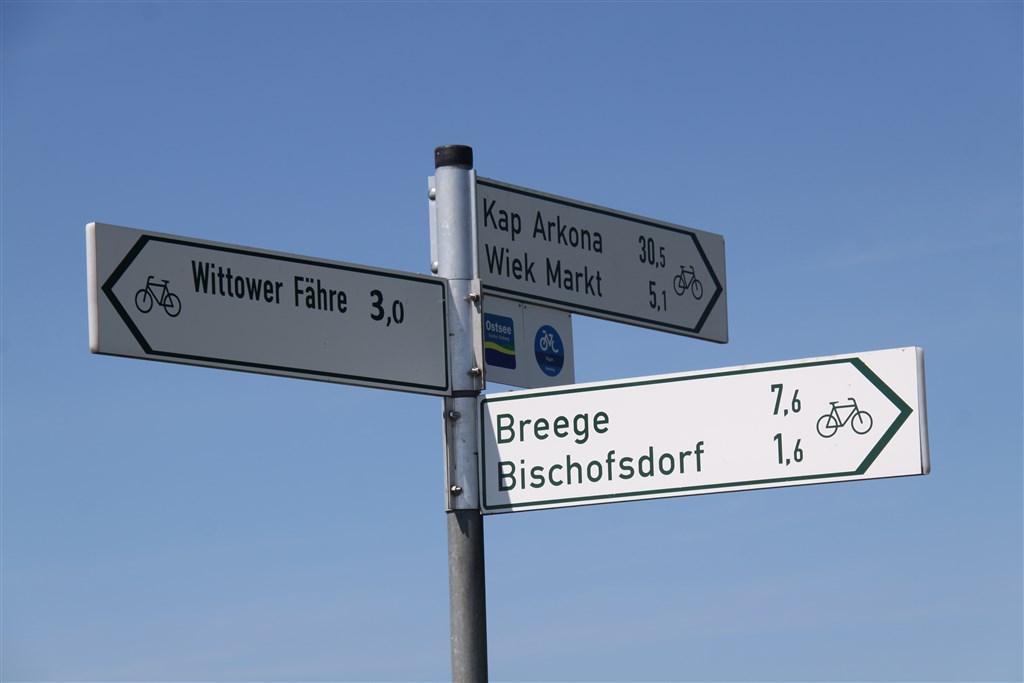 Kap Arkona 30,5
Wiek Markt 5,1
Wittower Fähre 3,0
Ostsee
Breege 7,6
Bischofsdorf 1,6